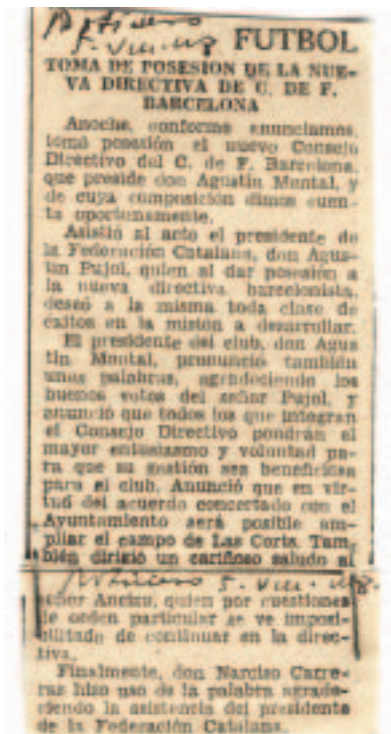 FUTBOL
TOMA DE POSESION DE LA NUE-
VA DIRECTIVA DE C. DE F.
BARCELONA
Anoche, conforme anunciamos,
tomó posesión el nuevo Consejo
Directivo del C. de F. Barcelona,
que preside don Agustín Montal, y
de cuya composición dimos cuen-
ta oportunamente.
Asistió al acto el presidente de
la Federación Catalana, don Agus-
tín Pujol, quien al dar posesión a
la nueva directiva barcelonista,
deseó a la misma toda clase de
éxitos en la misión a desarrollar.
El presidente del club, don Agus
tín Montal, pronunció también
unas palabras, agradeciendo los
buenos votos del señor Pujol, y
anunció que todos los que integran
el Consejo Directivo pondrán el
mayor entusiasmo y voluntad pa-
ra que su gestión sea beneficiosa
para el club. Anunció que en vir-
tud del acuerdo concertado con el
Ayuntamiento será posible am-
pliar el campo de Las Corts. Tam-
bién dirigió un cariñoso saludo al
señor quien por cuestiones
de orden particular se ve imposi-
bilitado de continuar en la direc-
tiva.
Finalmente, don Narciso Carre-
ras hizo uso de la palabra agrade-
ciendo la asistencia del presidente
de la Federación Catalana.